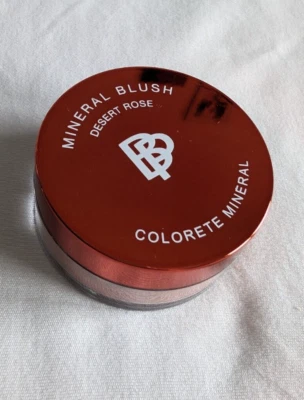 MINERAL BLUSH
DESERT ROSE
COLORETE MINERAL